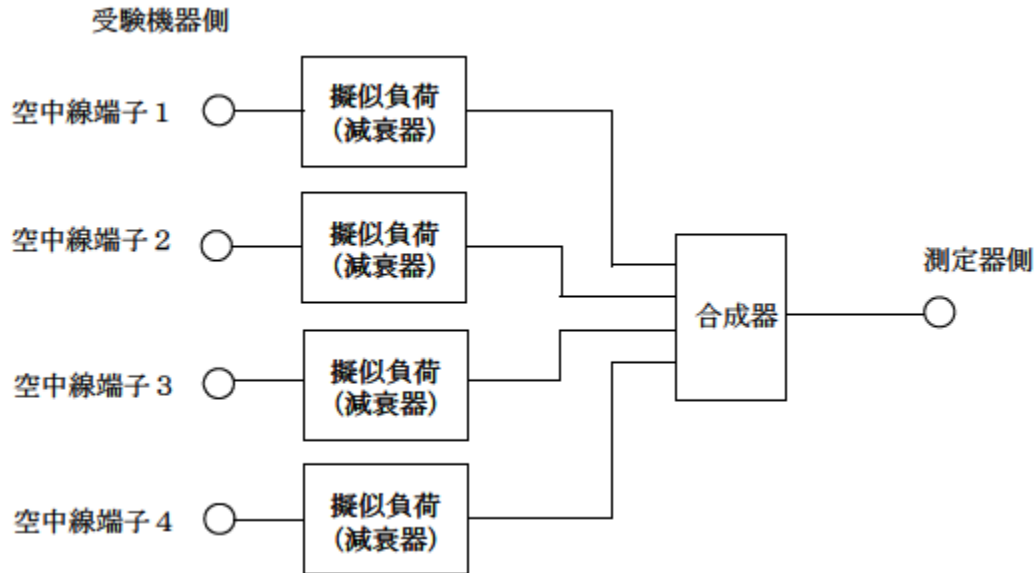 受験機器側
空中線端子1
擬似負荷
(減衰器)
空中線端子2
擬似負荷
(減衰器)
測定器側
合成器
空中線端子3
擬似負荷
(減衰器)
空中線端子4
擬似負荷
(減衰器)